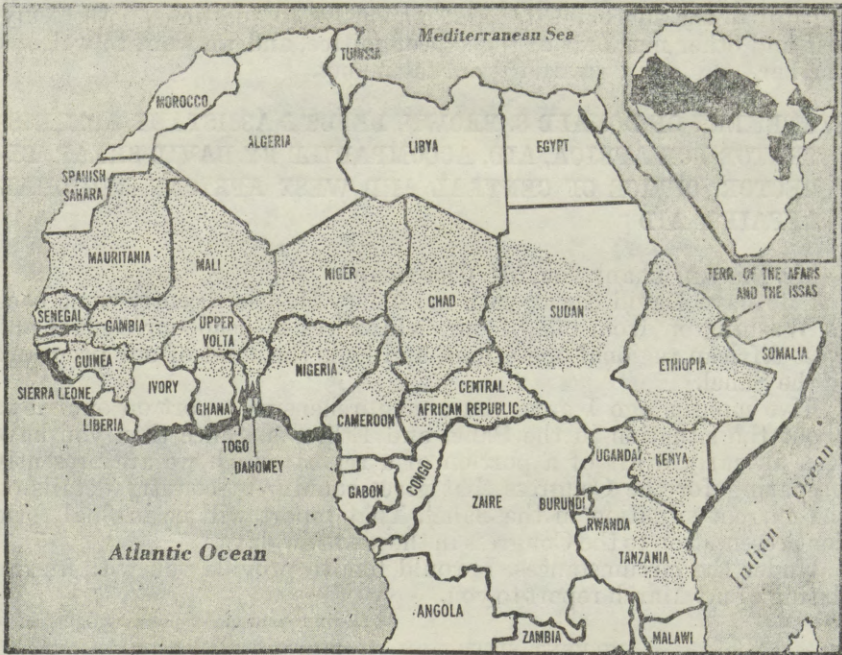 Mediterranean Sea
TUNISIA
MOROCCO
ALGERIA
LIBYA
EGYPT
SPANISH
SAHARA
MAURITANIA
MALI
NIGER
CHAD
SUDAN
TERR. OF THE AFARS
AND THE ISSAS
SENEGAL
GAMBIA
UPPER
VOLTA
GUINEA
NIGERIA
ETHIOPIA
SOMALIA
SIERRA LEONE
IVORY
GHANA
CENTRAL
AFRICAN REPUBLIC
LIBERIA
CAMEROON
TOGO
DAHOMEY
UGANDA
KENYA
GABON
CONGO
ZAIRE
BURUNDI
RWANDA
TANZANIA
Atlantic Ocean
Indian Ocean
ANGOLA
ZAMBIA
MALAWI